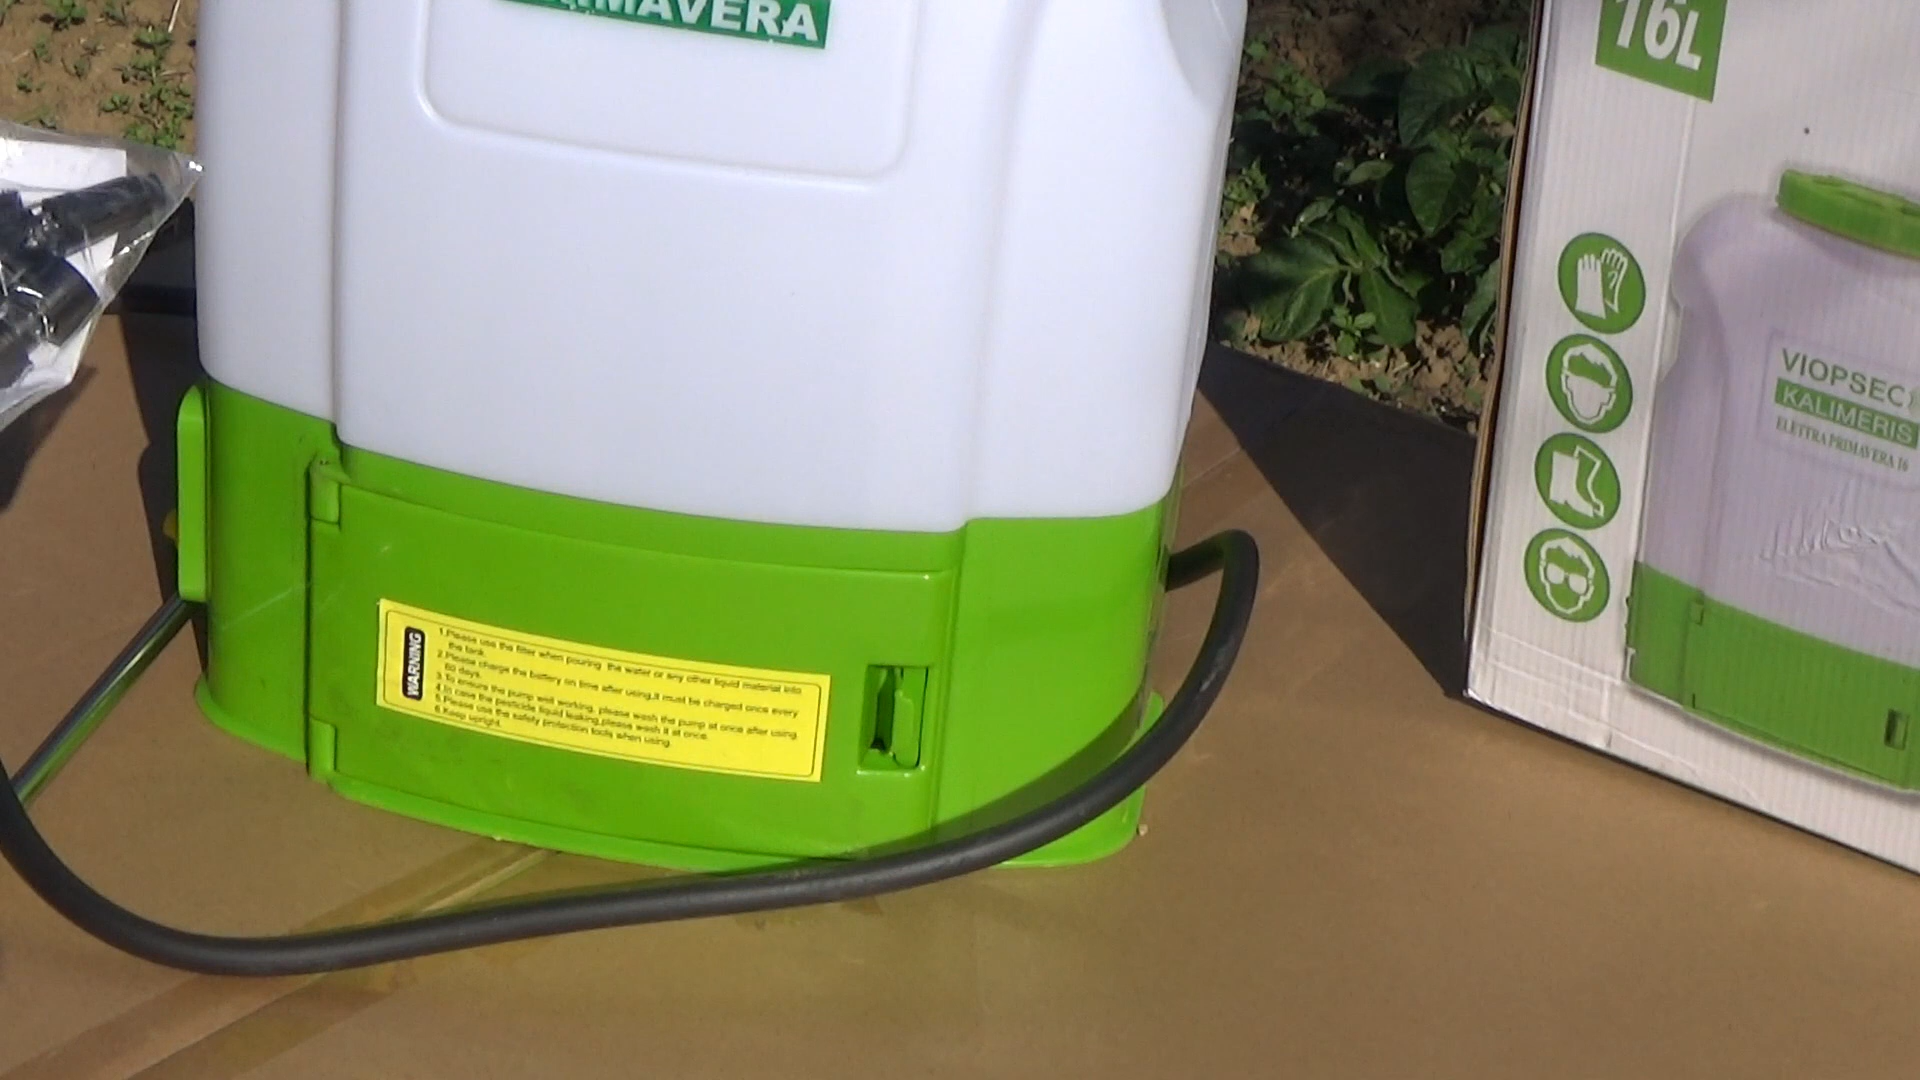 PRIMAVERA
WARNING
1.Please use the filter when pouring the water or any other liquid material into
the tank.
2.Please charge the battery on time after using,it must be charged once every
60 days.
3.To ensure the pump well working, please wash the pump at once after using.
4.In case the pesticide liquid leaking,please wash it at once.
5.Please use the safety protection tools when using.
6.Keep upright.
16L
VIOPSEC
KALIMERIS
ELETTRA PRIMAVERA 16